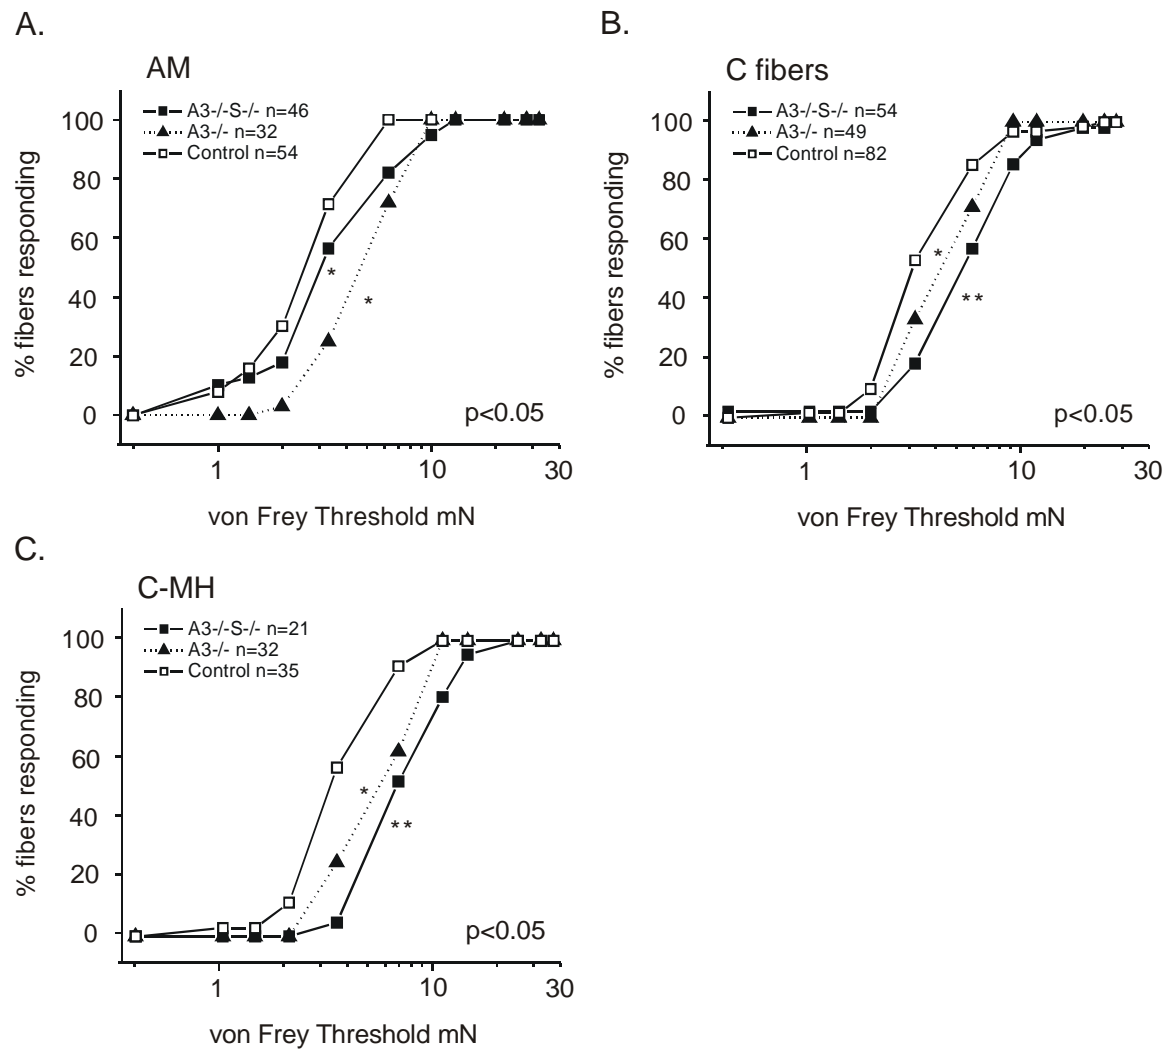 A.
AM
A3-/-S-/- n=46
A3-/- n=32
Control n=54
% fibers responding
100
80
60
40
20
0
*
*
p<0.05
1
10
30
von Frey Threshold mN
B.
C fibers
A3-/-S-/- n=54
A3-/- n=49
Control n=82
% fibers responding
100
80
60
40
20
0
*
**
p<0.05
1
10
30
von Frey Threshold mN
C.
C-MH
A3-/-S-/- n=21
A3-/- n=32
Control n=35
% fibers responding
100
80
60
40
20
0
*
**
p<0.05
1
10
30
von Frey Threshold mN